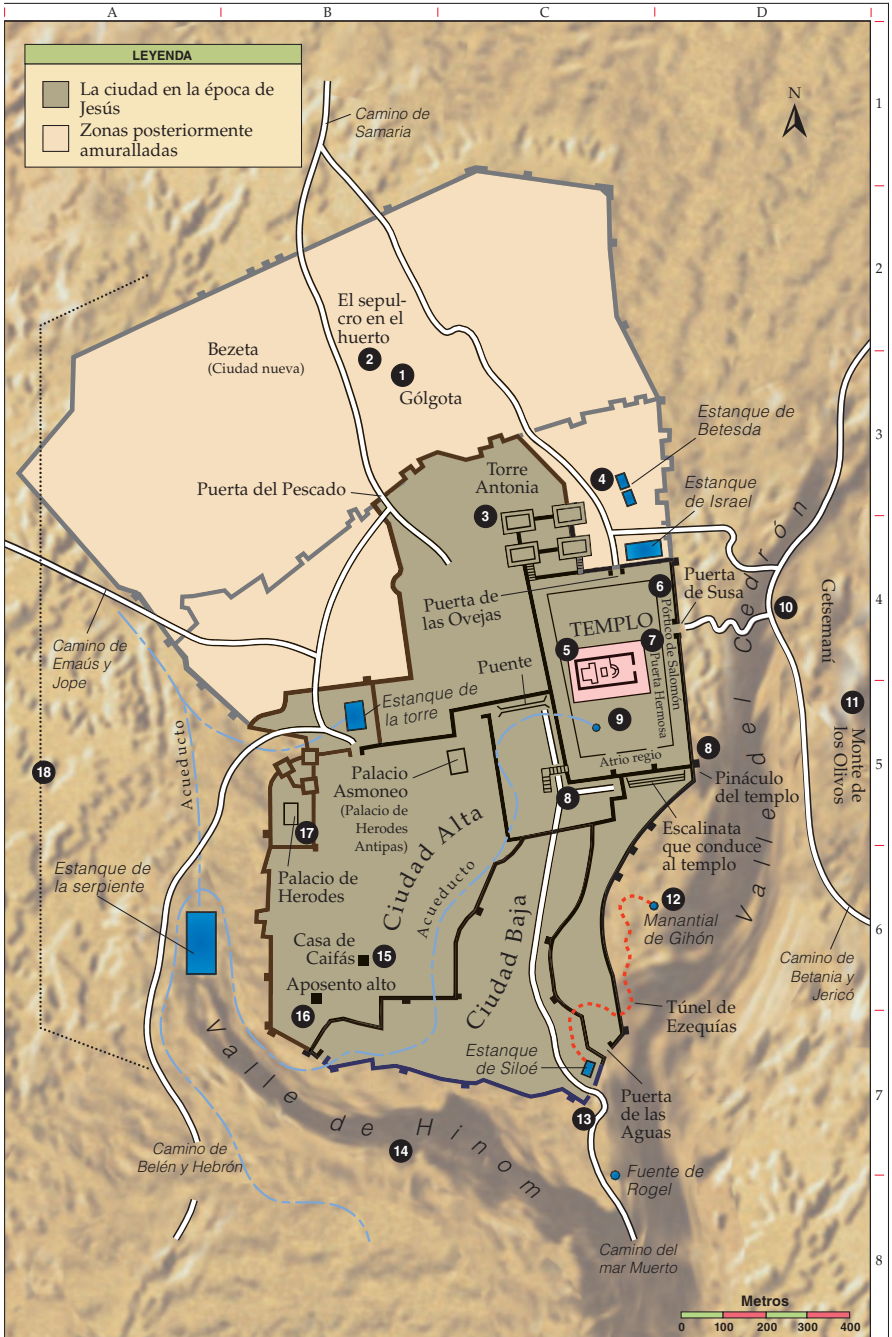 A
B
C
D
LEYENDA
La ciudad en la época de
Jesús
Zonas posteriormente
amuralladas
Camino de
Samaria
N
1
2
El sepul-
cro en el
huerto
Bezeta
(Ciudad nueva)
2
1
Gólgota
3
Estanque de
Betesda
4
Torre
Antonia
Estanque
de Israel
Puerta del Pescado
3
Puerta
de Susa
6
Puerta de
las Ovejas
4
10
Getsemaní
Camino de
Emaús y
Jope
TEMPLO
Pórtico de Salomón
5
7
Puerta Hermosa
Puente
Estanque de
la torre
9
11
Monte de
los Olivos
Acueducto
18
5
Atrio regio
8
Palacio
Asmoneo
(Palacio de
Herodes
Antipas)
8
Pináculo
del templo
17
Ciudad Alta
Escalinata
que conduce
al templo
Valle del Cedrón
Estanque de
la serpiente
Palacio de
Herodes
Acueducto
12
Manantial
de Gihón
6
Casa de
Caifás
15
Ciudad Baja
Camino de
Betania y
Jericó
Aposento alto
16
Túnel de
Ezequías
Estanque
de Siloé
Puerta
de las
Aguas
7
13
Valle de Hinom
14
Camino de
Belén y Hebrón
Fuente de
Rogel
Camino del
mar Muerto
8
Metros
0 100 200 300 400